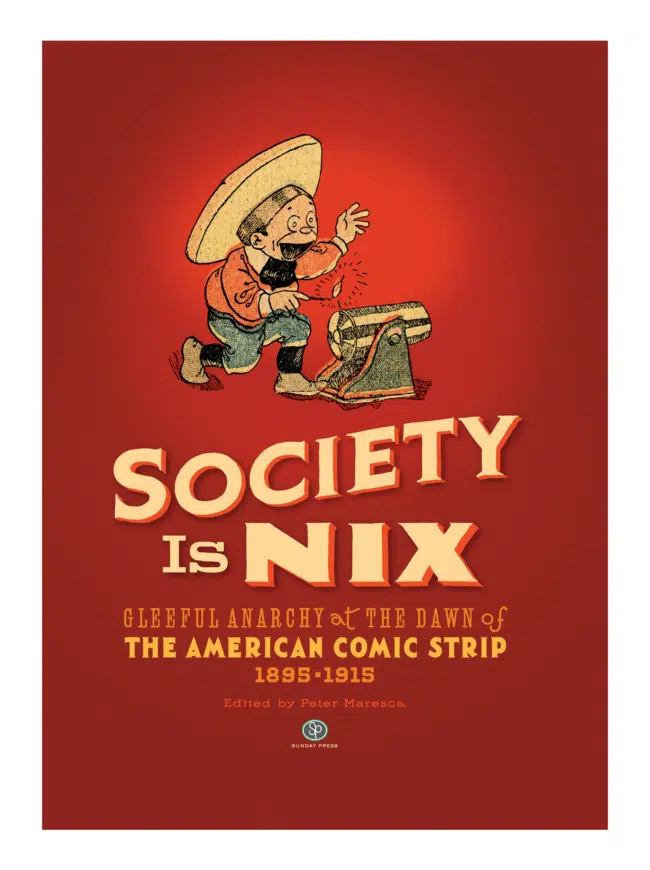 SOCIETY
IS NIX
GLEEFUL ANARCHY at THE DAWN of
THE AMERICAN COMIC STRIP
1895-1915
Edited by Peter Maresca
SP
SUNDAY PRESS